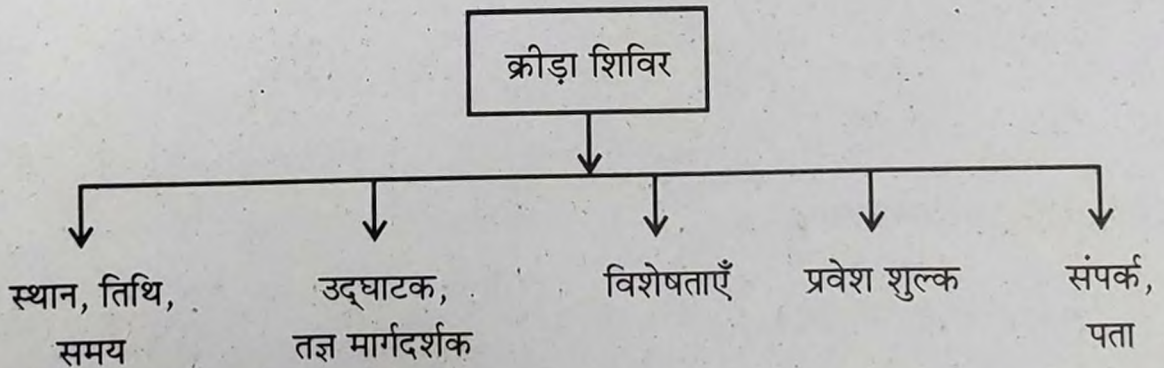 क्रीड़ा शिविर
स्थान, तिथि,
समय
उद्‌घाटक,
तज्ञ मार्गदर्शक
विशेषताएँ
प्रवेश शुल्क
संपर्क,
पता